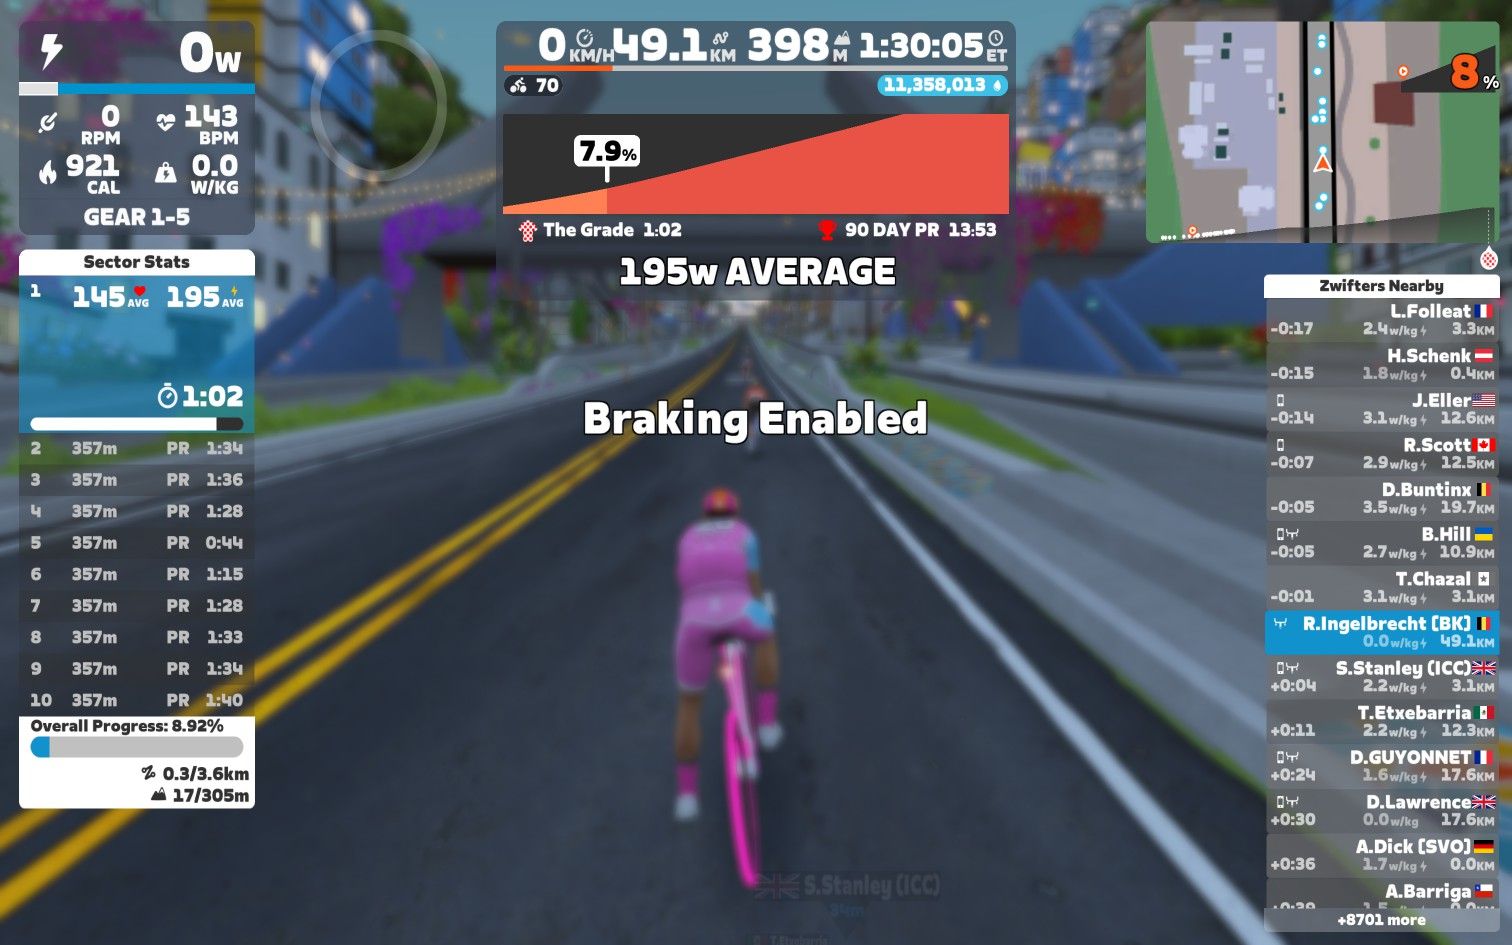 0w
0 RPM
143 BPM
921 CAL
0.0 W/KG
GEAR 1-5
0 KM/H 49.1 KM 398 M 1:30:05 ET
70
11,358,013
7.9%
The Grade 1:02
90 DAY PR 13:53
195w AVERAGE
Braking Enabled
8%
Sector Stats
1 145 AVG 195 AVG
1:02
2 357m PR 1:34
3 357m PR 1:36
4 357m PR 1:28
5 357m PR 0:44
6 357m PR 1:15
7 357m PR 1:28
8 357m PR 1:33
9 357m PR 1:34
10 357m PR 1:40
Overall Progress: 8.92%
0.3/3.6km
17/305m
Zwifters Nearby
L.Folleat
-0:17 2.4w/kg 3.3KM
H.Schenk
-0:15 1.8w/kg 0.4KM
J.Eller
-0:14 3.1w/kg 12.6KM
R.Scott
-0:07 2.9w/kg 12.5KM
D.Buntinx
-0:05 3.5w/kg 19.7KM
B.Hill
-0:05 2.7w/kg 10.9KM
T.Chazal
-0:01 3.1w/kg 3.1KM
R.Ingelbrecht (BK)
0.0w/kg 49.1KM
S.Stanley (ICC)
+0:04 2.2w/kg 3.1KM
T.Etxebarria
+0:11 2.2w/kg 12.3KM
D.GUYONNET
+0:24 1.6w/kg 17.6KM
D.Lawrence
+0:30 0.0w/kg 17.6KM
A.Dick (SVO)
+0:36 1.7w/kg 0.0KM
A.Barriga
+8701 more
S.Stanley (ICC)
T.Etxebarria